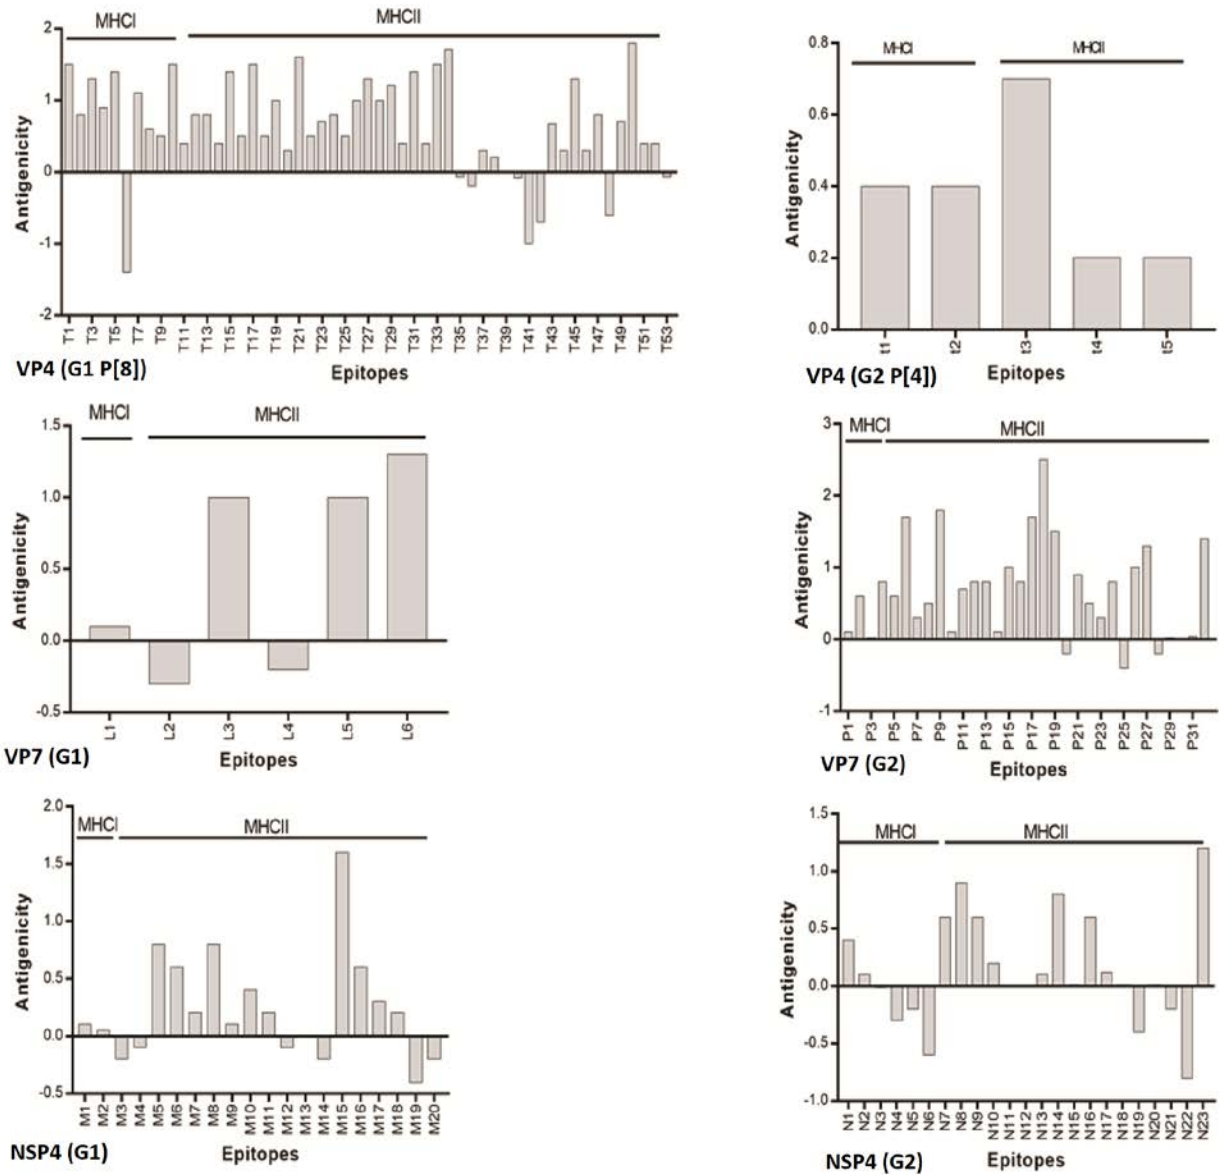 MHCI MHCII
2
1
0
-1
-2
Antigenicity
T1 T3 T5 T7 T9 T11 T13 T15 T17 T19 T21 T23 T25 T27 T29 T31 T33 T35 T37 T39 T41 T43 T45 T47 T49 T51 T53
VP4 (G1 P[8])
Epitopes
MHCI MHCII
0.8
0.6
0.4
0.2
0.0
Antigenicity
t1 t2 t3 t4 t5
VP4 (G2 P[4])
Epitopes
MHCI MHCII
1.5
1.0
0.5
0.0
-0.5
Antigenicity
L1 L2 L3 L4 L5 L6
VP7 (G1)
Epitopes
MHCI MHCII
3
2
1
0
-1
Antigenicity
P1 P3 P5 P7 P9 P11 P13 P15 P17 P19 P21 P23 P25 P27 P29 P31
VP7 (G2)
Epitopes
MHCI MHCII
2.0
1.5
1.0
0.5
0.0
-0.5
Antigenicity
M1 M2 M3 M4 M5 M6 M7 M8 M9 M10 M11 M12 M13 M14 M15 M16 M17 M18 M19 M20
NSP4 (G1)
Epitopes
MHCI MHCII
1.5
1.0
0.5
0.0
-0.5
-1.0
Antigenicity
N1 N2 N3 N4 N5 N6 N7 N8 N9 N10 N11 N12 N13 N14 N15 N16 N17 N18 N19 N20 N21 N22 N23
NSP4 (G2)
Epitopes